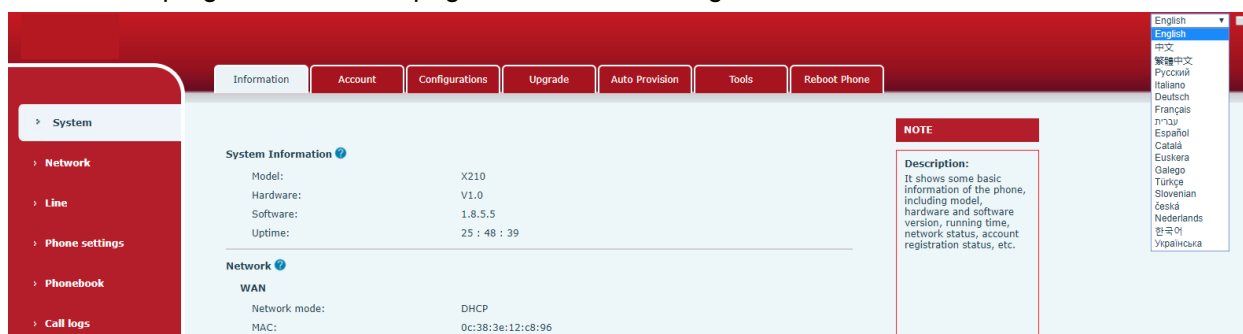 English
English
中文
繁體中文
Русский
Italiano
Deutsch
Français
עברית
Español
Català
Euskera
Galego
Türkçe
Slovenian
česká
Nederlands
한국어
Українська
Information Account Configurations Upgrade Auto Provision Tools Reboot Phone
› System
› Network
› Line
› Phone settings
› Phonebook
› Call logs
System Information
Model: X210
Hardware: V1.0
Software: 1.8.5.5
Uptime: 25 : 48 : 39
Network
WAN
Network mode: DHCP
MAC: 0c:38:3e:12:c8:96
NOTE
Description:
It shows some basic
information of the phone,
including model,
hardware and software
version, running time,
network status, account
registration status, etc.